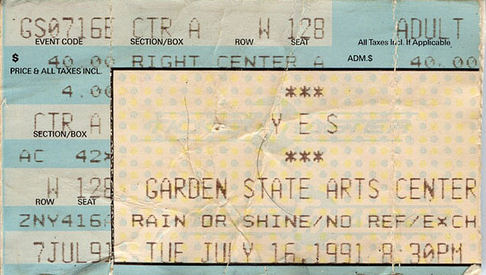 GS0716E CTR A W 128 ADULT
EVENT CODE SECTION/BOX ROW SEAT All Taxes Incl. If Applicable
$ 40.00 RIGHT CENTER A ADM.$ 40.00
PRICE & ALL TAXES INCL.
4.00 ***
CTR A YES
SECTION/BOX ***
AC 42*
W 128 GARDEN STATE ARTS CENTER
ROW SEAT
ZNY416 RAIN OR SHINE/NO REF/EXCH
7JUL91 TUE JULY 16,1991 8:30PM